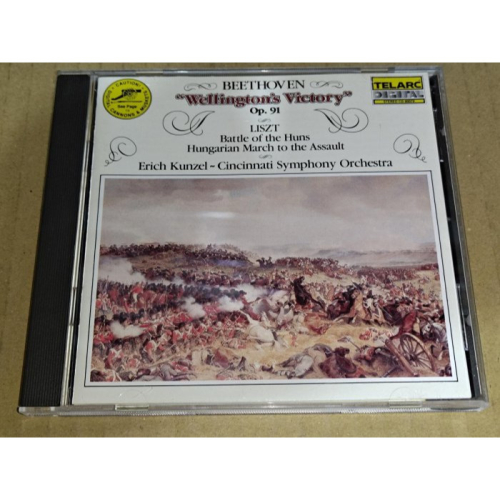 BEETHOVEN
"Wellington's Victory"
Op. 91
LISZT
Battle of the Huns
Hungarian March to the Assault
Erich Kunzel – Cincinnati Symphony Orchestra
TELARC
DIGITAL
CAUTION!